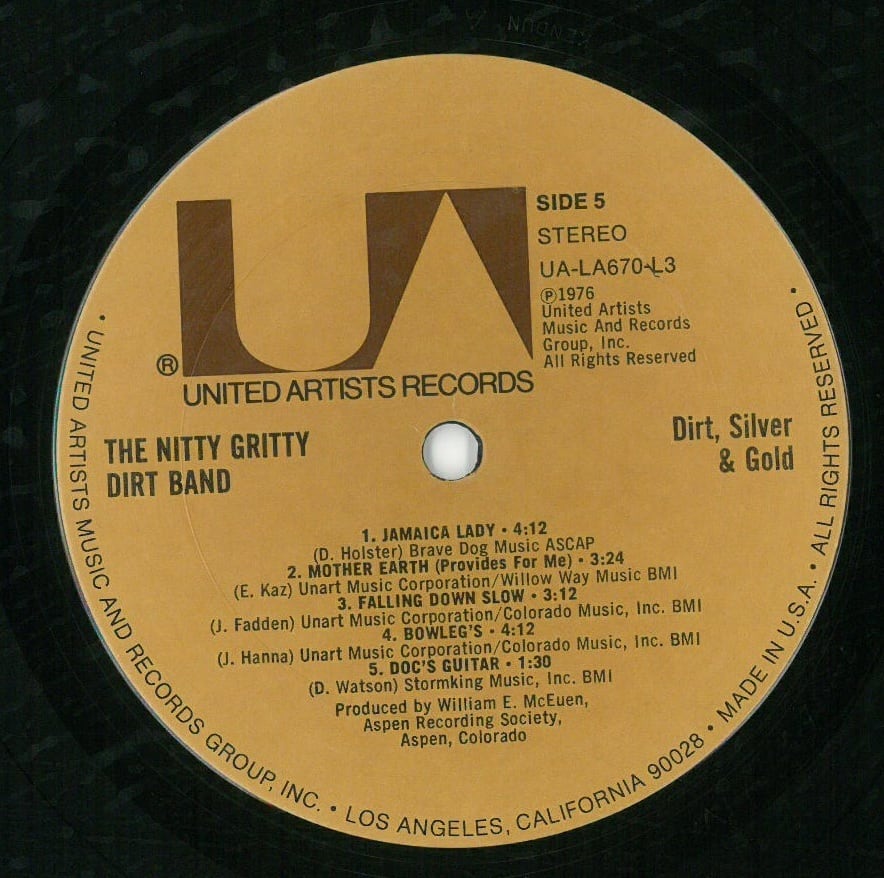 UA
SIDE 5
STEREO
UA-LA670-L3
Ⓟ1976
United Artists
Music And Records
Group, Inc.
All Rights Reserved
®
UNITED ARTISTS RECORDS
THE NITTY GRITTY
DIRT BAND
Dirt, Silver
& Gold
1. JAMAICA LADY • 4:12
(D. Holster) Brave Dog Music ASCAP
2. MOTHER EARTH (Provides For Me) • 3:24
(E. Kaz) Unart Music Corporation/Willow Way Music BMI
3. FALLING DOWN SLOW • 3:12
(J. Fadden) Unart Music Corporation/Colorado Music, Inc. BMI
4. BOWLEG'S • 4:12
(J. Hanna) Unart Music Corporation/Colorado Music, Inc. BMI
5. DOC'S GUITAR • 1:30
(D. Watson) Stormking Music, Inc. BMI
Produced by William E. McEuen,
Aspen Recording Society,
Aspen, Colorado
• UNITED ARTISTS MUSIC AND RECORDS GROUP, INC. • LOS ANGELES, CALIFORNIA 90028 • MADE IN U.S.A. • ALL RIGHTS RESERVED •